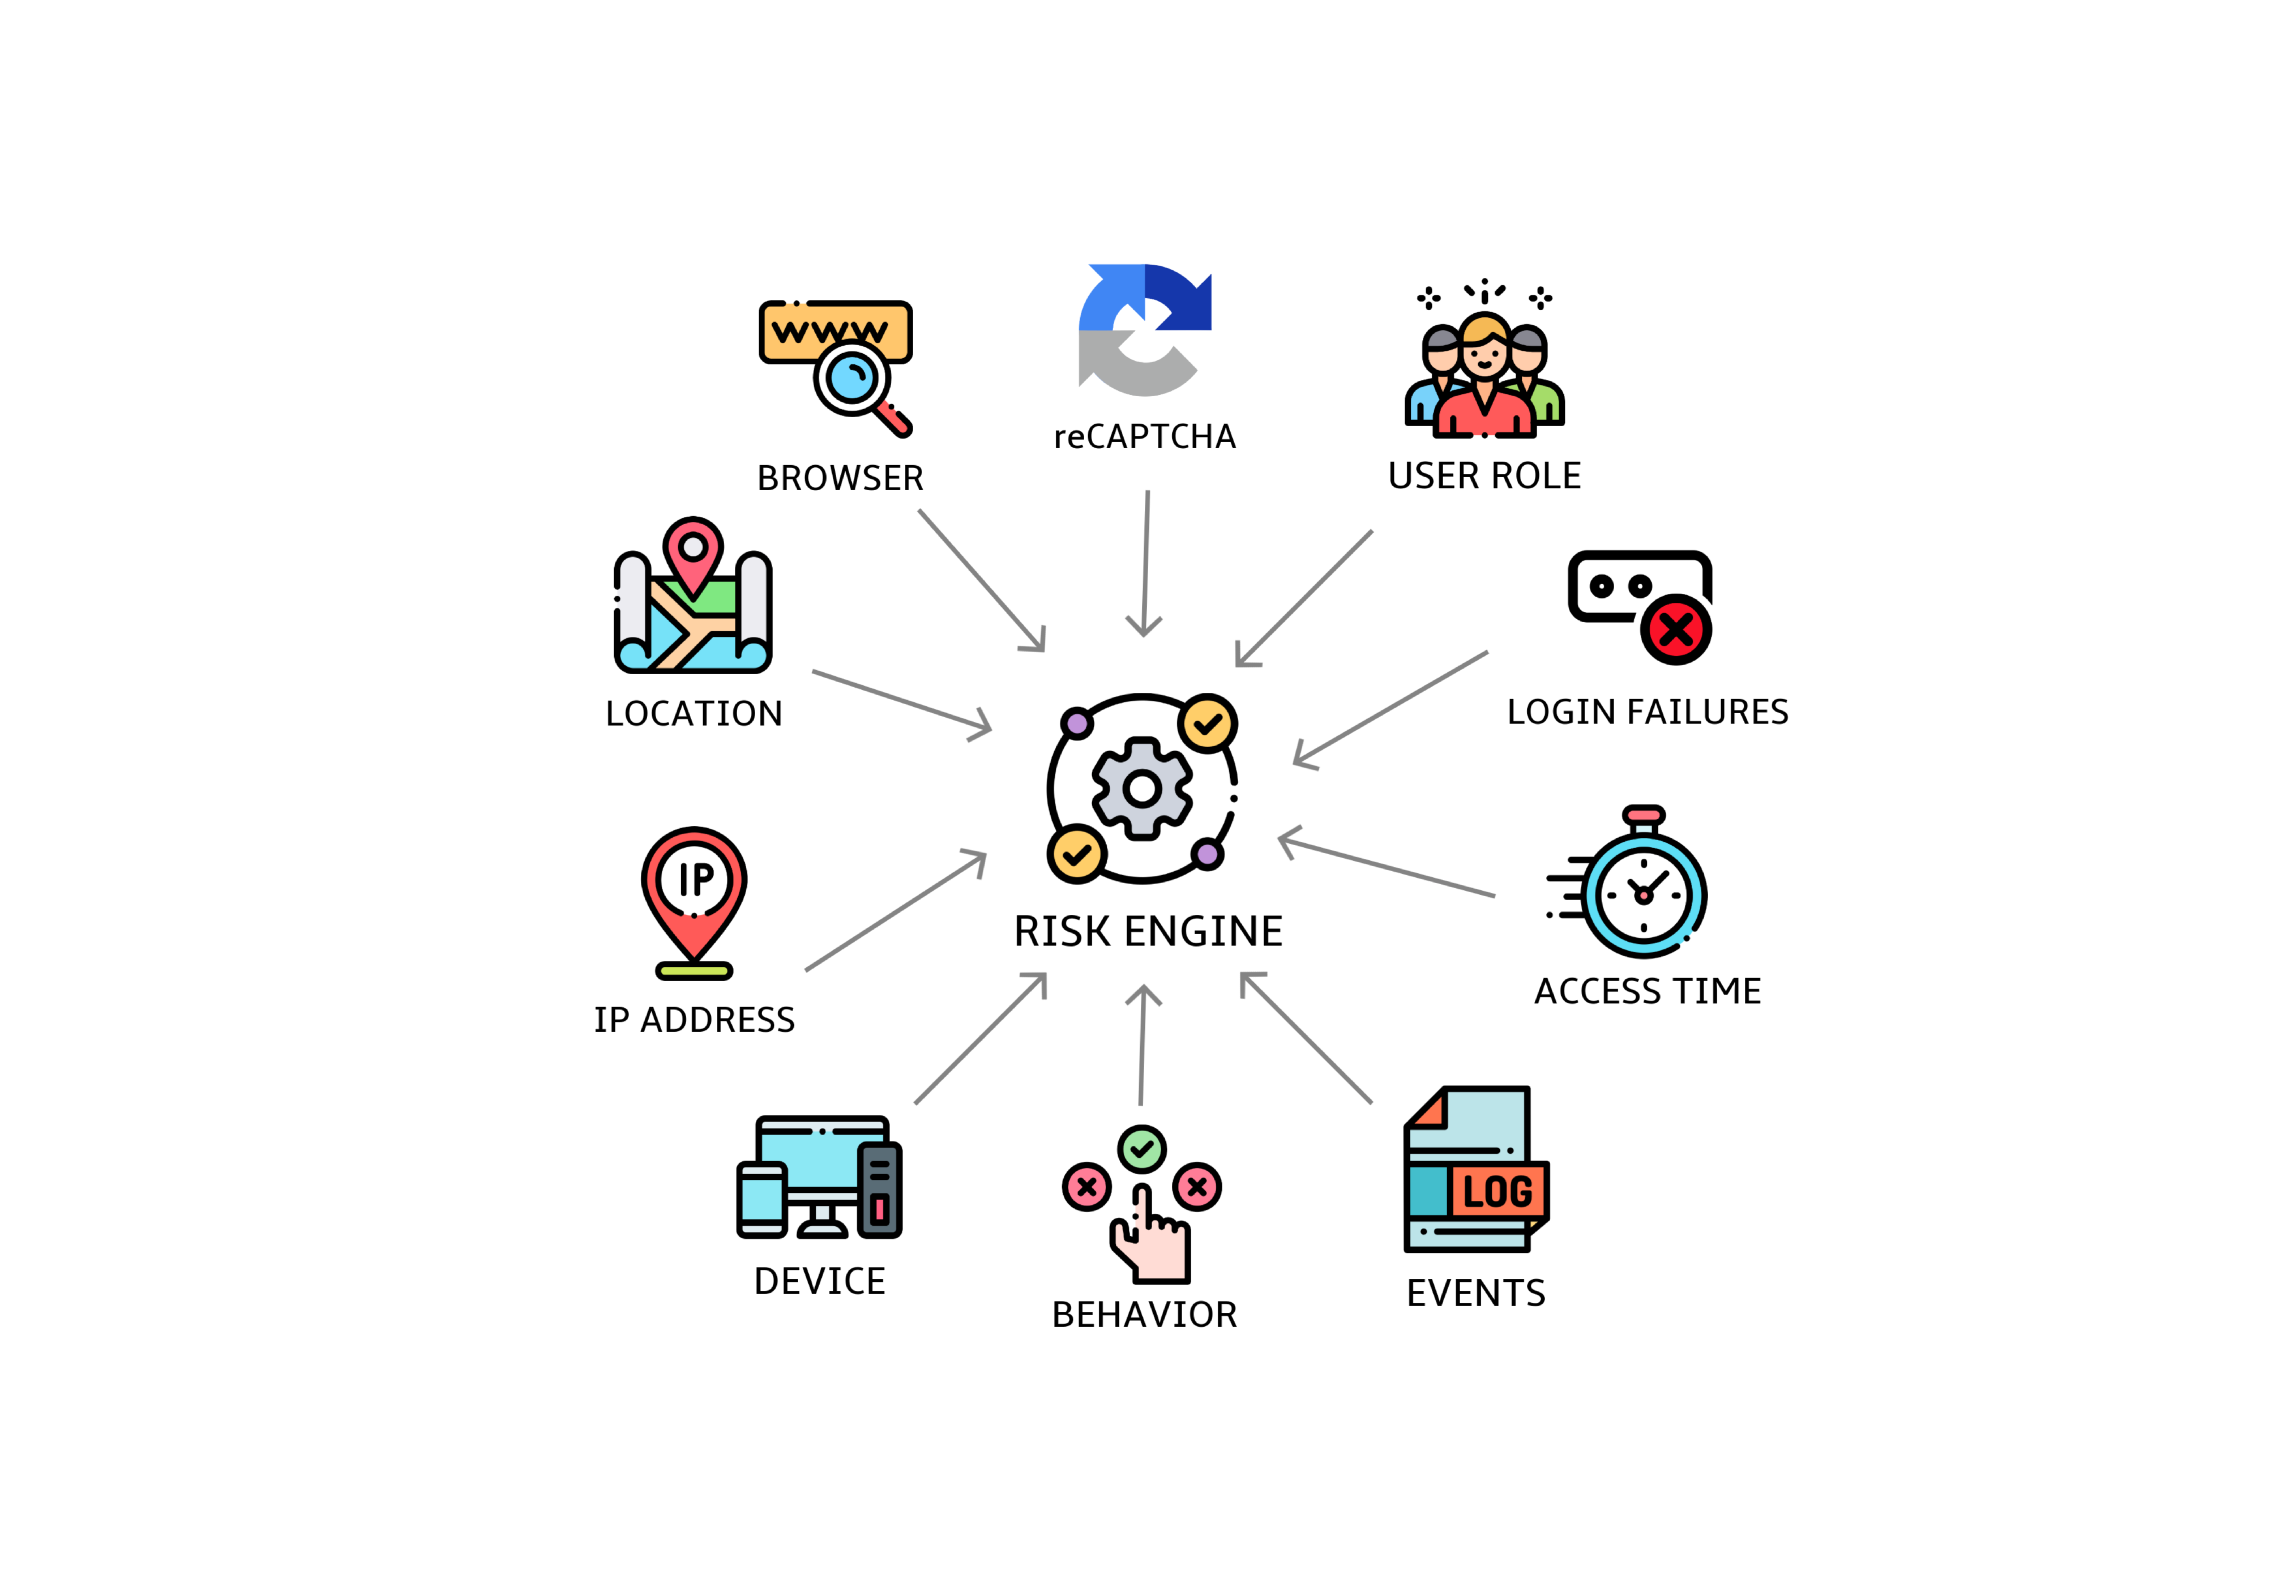 WWW
BROWSER
reCAPTCHA
USER ROLE
LOCATION
LOGIN FAILURES
IP
IP ADDRESS
RISK ENGINE
ACCESS TIME
DEVICE
BEHAVIOR
LOG
EVENTS